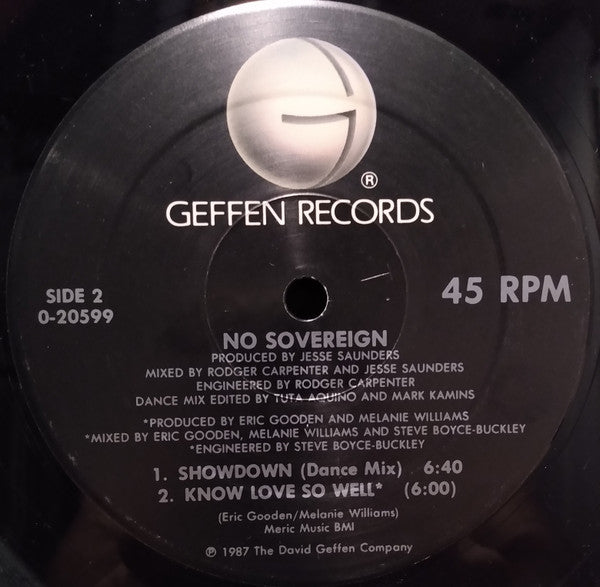 G
®
GEFFEN RECORDS
SIDE 2
0-20599
45 RPM
NO SOVEREIGN
PRODUCED BY JESSE SAUNDERS
MIXED BY RODGER CARPENTER AND JESSE SAUNDERS
ENGINEERED BY RODGER CARPENTER
DANCE MIX EDITED BY TUTA AQUINO AND MARK KAMINS
*PRODUCED BY ERIC GOODEN AND MELANIE WILLIAMS
*MIXED BY ERIC GOODEN, MELANIE WILLIAMS AND STEVE BOYCE-BUCKLEY
*ENGINEERED BY STEVE BOYCE-BUCKLEY
1. SHOWDOWN (Dance Mix) 6:40
2. KNOW LOVE SO WELL* (6:00)
(Eric Gooden/Melanie Williams)
Meric Music BMI
℗ 1987 The David Geffen Company